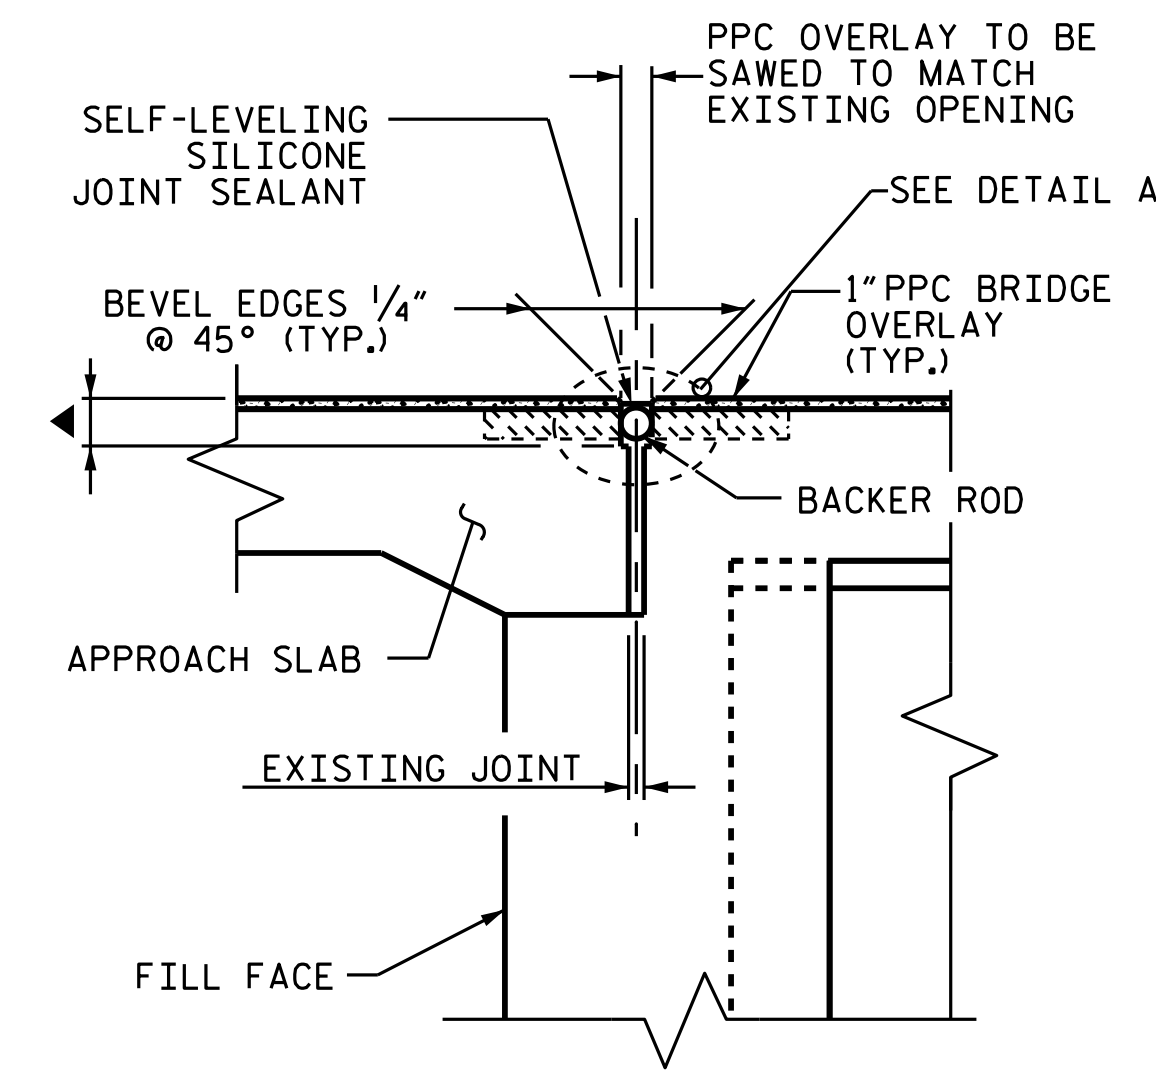 PPC OVERLAY TO BE
SAWED TO MATCH
EXISTING OPENING
SELF-LEVELING
SILICONE
JOINT SEALANT
SEE DETAIL A
BEVEL EDGES 1/4"
@ 45° (TYP.)
1" PPC BRIDGE
OVERLAY
(TYP.)
BACKER ROD
APPROACH SLAB
EXISTING JOINT
FILL FACE